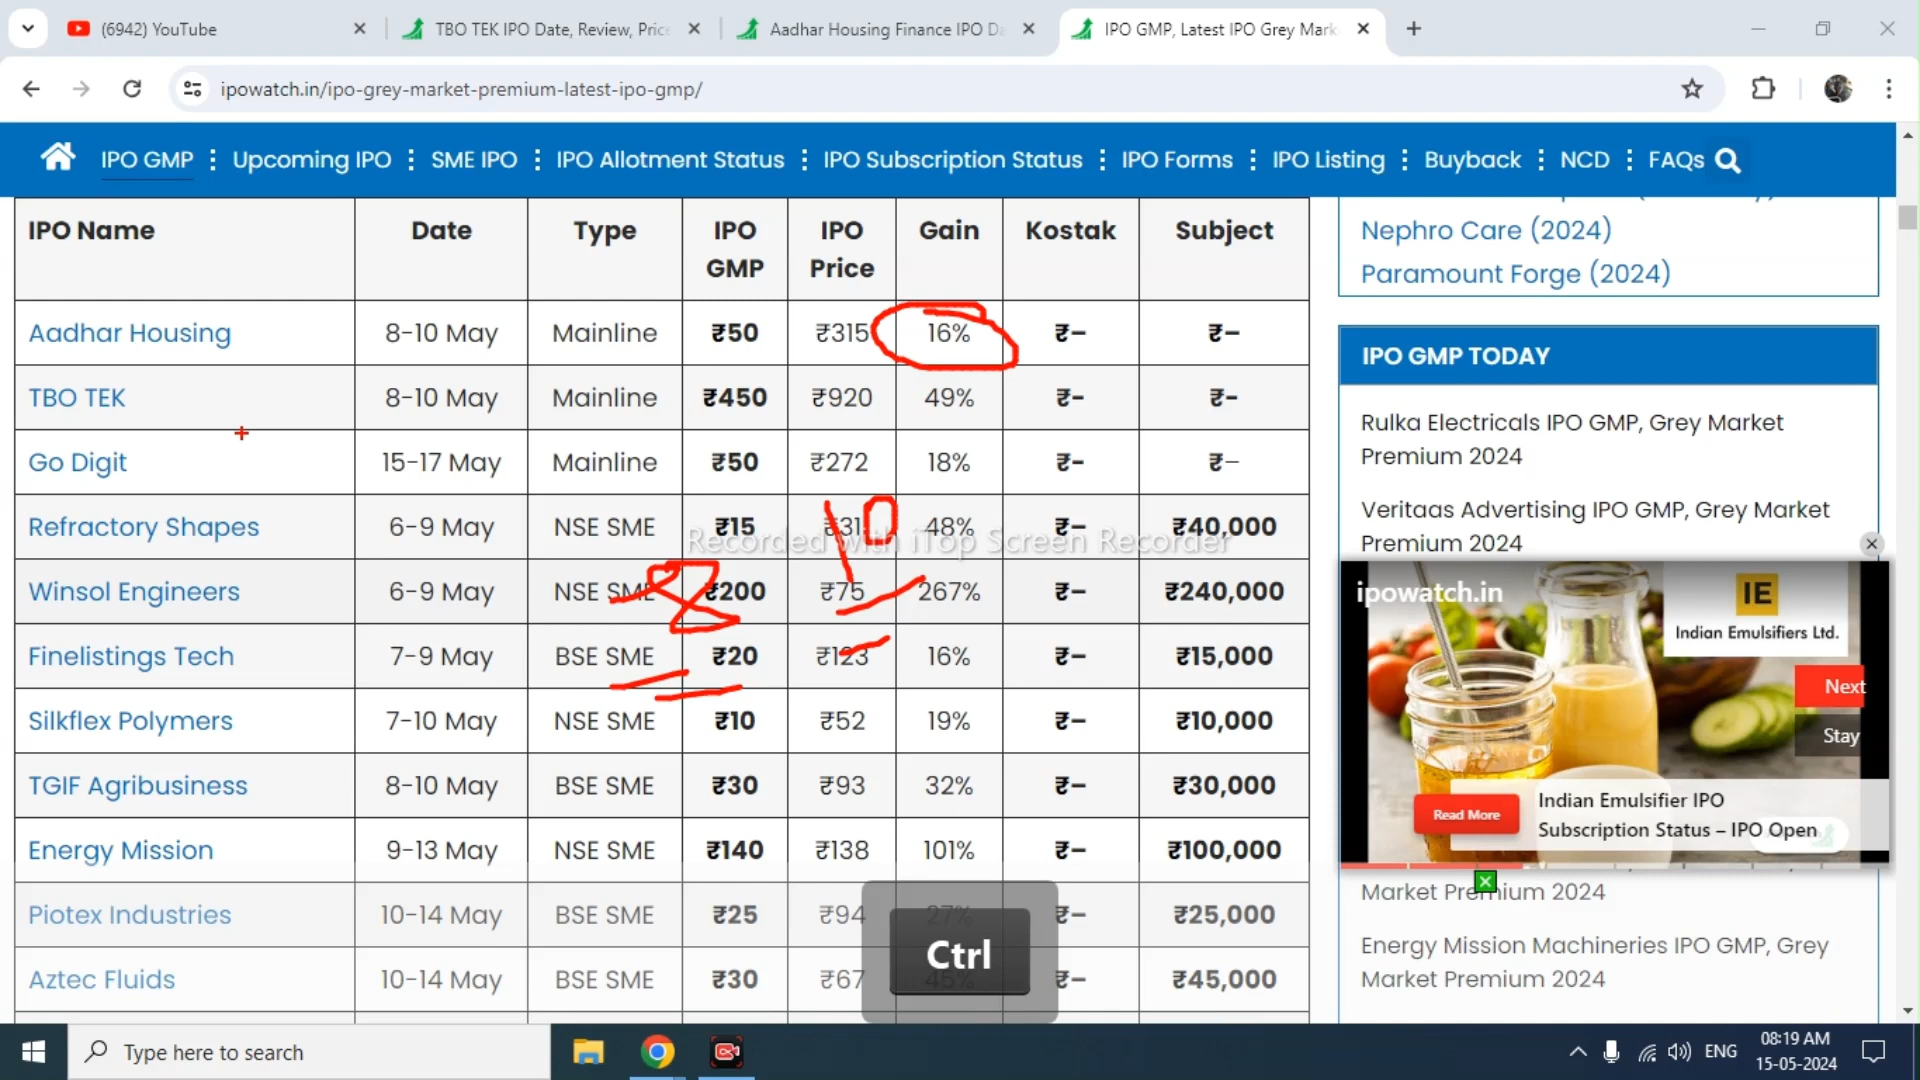 (6942) YouTube
TBO TEK IPO Date, Review, Price
Aadhar Housing Finance IPO Da
IPO GMP, Latest IPO Grey Mark
ipowatch.in/ipo-grey-market-premium-latest-ipo-gmp/
IPO GMP Upcoming IPO SME IPO IPO Allotment Status IPO Subscription Status IPO Forms IPO Listing Buyback NCD FAQs
IPO Name Date Type IPO GMP IPO Price Gain Kostak Subject
Aadhar Housing 8-10 May Mainline ₹50 ₹315 16% ₹– ₹–
TBO TEK 8-10 May Mainline ₹450 ₹920 49% ₹- ₹-
Go Digit 15-17 May Mainline ₹50 ₹272 18% ₹- ₹–
Refractory Shapes 6-9 May NSE SME ₹15 ₹31 48% ₹– ₹40,000
Winsol Engineers 6-9 May NSE SME ₹200 ₹75 267% ₹– ₹240,000
Finelistings Tech 7-9 May BSE SME ₹20 ₹123 16% ₹– ₹15,000
Silkflex Polymers 7-10 May NSE SME ₹10 ₹52 19% ₹– ₹10,000
TGIF Agribusiness 8-10 May BSE SME ₹30 ₹93 32% ₹– ₹30,000
Energy Mission 9-13 May NSE SME ₹140 ₹138 101% ₹– ₹100,000
Piotex Industries 10-14 May BSE SME ₹25 ₹94 27% ₹– ₹25,000
Aztec Fluids 10-14 May BSE SME ₹30 ₹67 45% ₹– ₹45,000
Recorded with iTop Screen Recorder
Ctrl
Nephro Care (2024)
Paramount Forge (2024)
IPO GMP TODAY
Rulka Electricals IPO GMP, Grey Market
Premium 2024
Veritaas Advertising IPO GMP, Grey Market
Premium 2024
ipowatch.in
IE
Indian Emulsifiers Ltd.
Next
Stay
Read More
Indian Emulsifier IPO
Subscription Status – IPO Open
Market Premium 2024
Energy Mission Machineries IPO GMP, Grey
Market Premium 2024
Type here to search
ENG
08:19 AM
15-05-2024